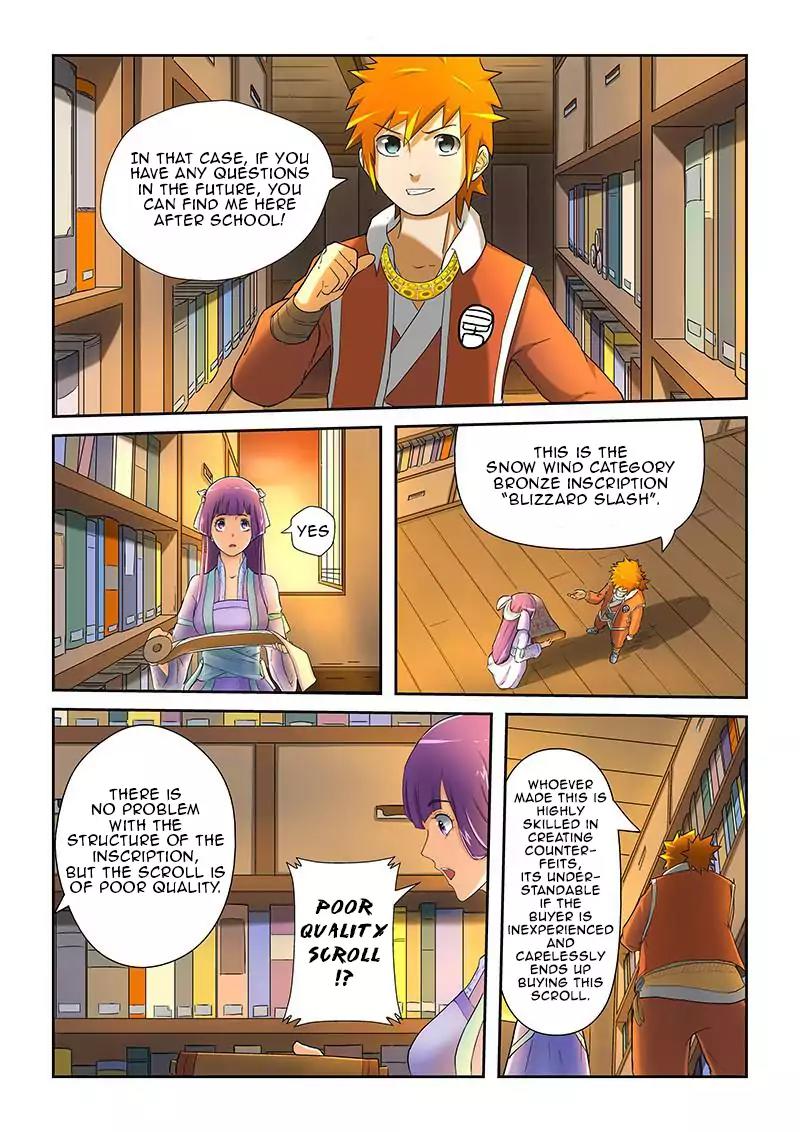 IN THAT CASE, IF YOU
HAVE ANY QUESTIONS
IN THE FUTURE, YOU
CAN FIND ME HERE
AFTER SCHOOL!
YES
THIS IS THE
SNOW WIND CATEGORY
BRONZE INSCRIPTION
"BLIZZARD SLASH".
THERE IS
NO PROBLEM
WITH THE
STRUCTURE OF THE
INSCRIPTION,
BUT THE SCROLL IS
OF POOR QUALITY.
POOR
QUALITY
SCROLL
!?
WHOEVER
MADE THIS IS
HIGHLY
SKILLED IN
CREATING
COUNTER-
FEITS,
ITS UNDER-
STANDABLE
IF THE
BUYER IS
INEXPERIENCED
AND
CARELESSLY
ENDS UP
BUYING THIS
SCROLL.